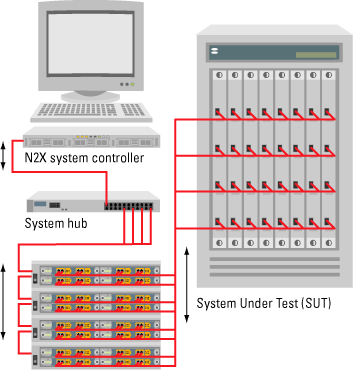 N2X system controller
System hub
System Under Test (SUT)